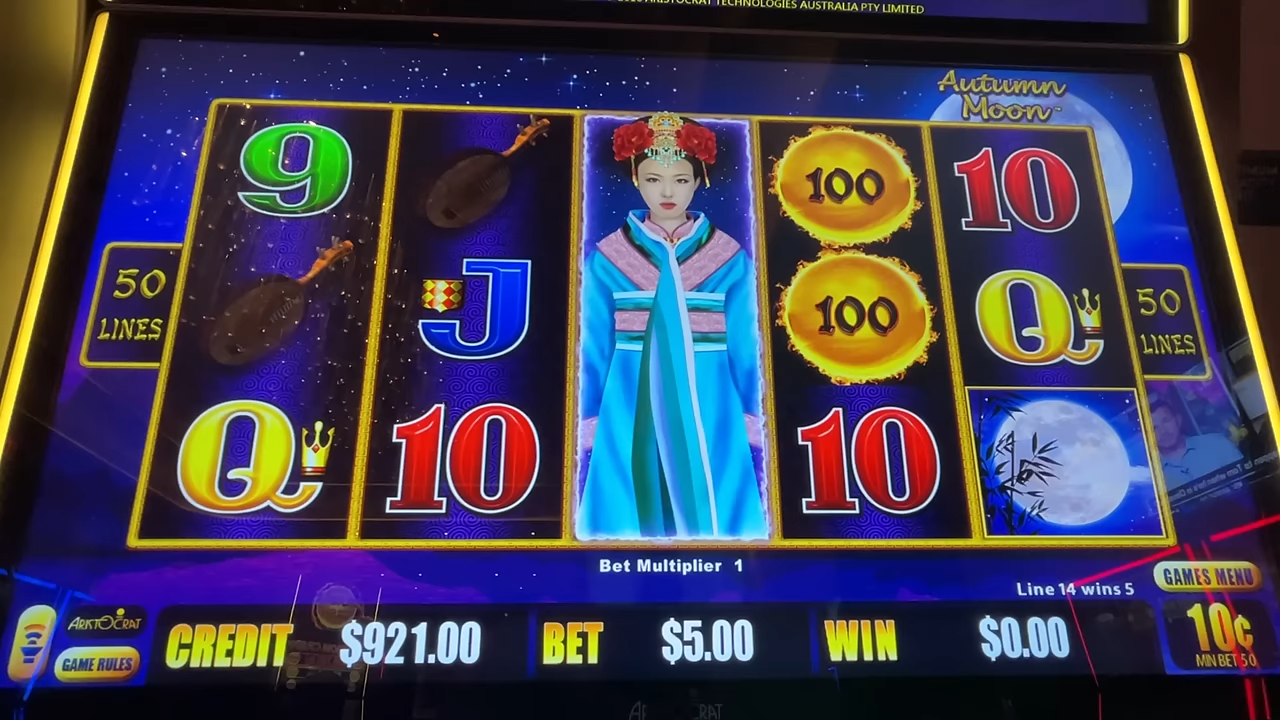 ARISTOCRAT TECHNOLOGIES AUSTRALIA PTY LIMITED
Autumn
Moon™
9
100
10
50
LINES
J
100
Q
50
LINES
Q
10
10
Bet Multiplier 1
Line 14 wins 5
GAMES MENU
ARISTOCRAT
GAME RULES
CREDIT $921.00 BET $5.00 WIN $0.00
10¢
MIN BET 50